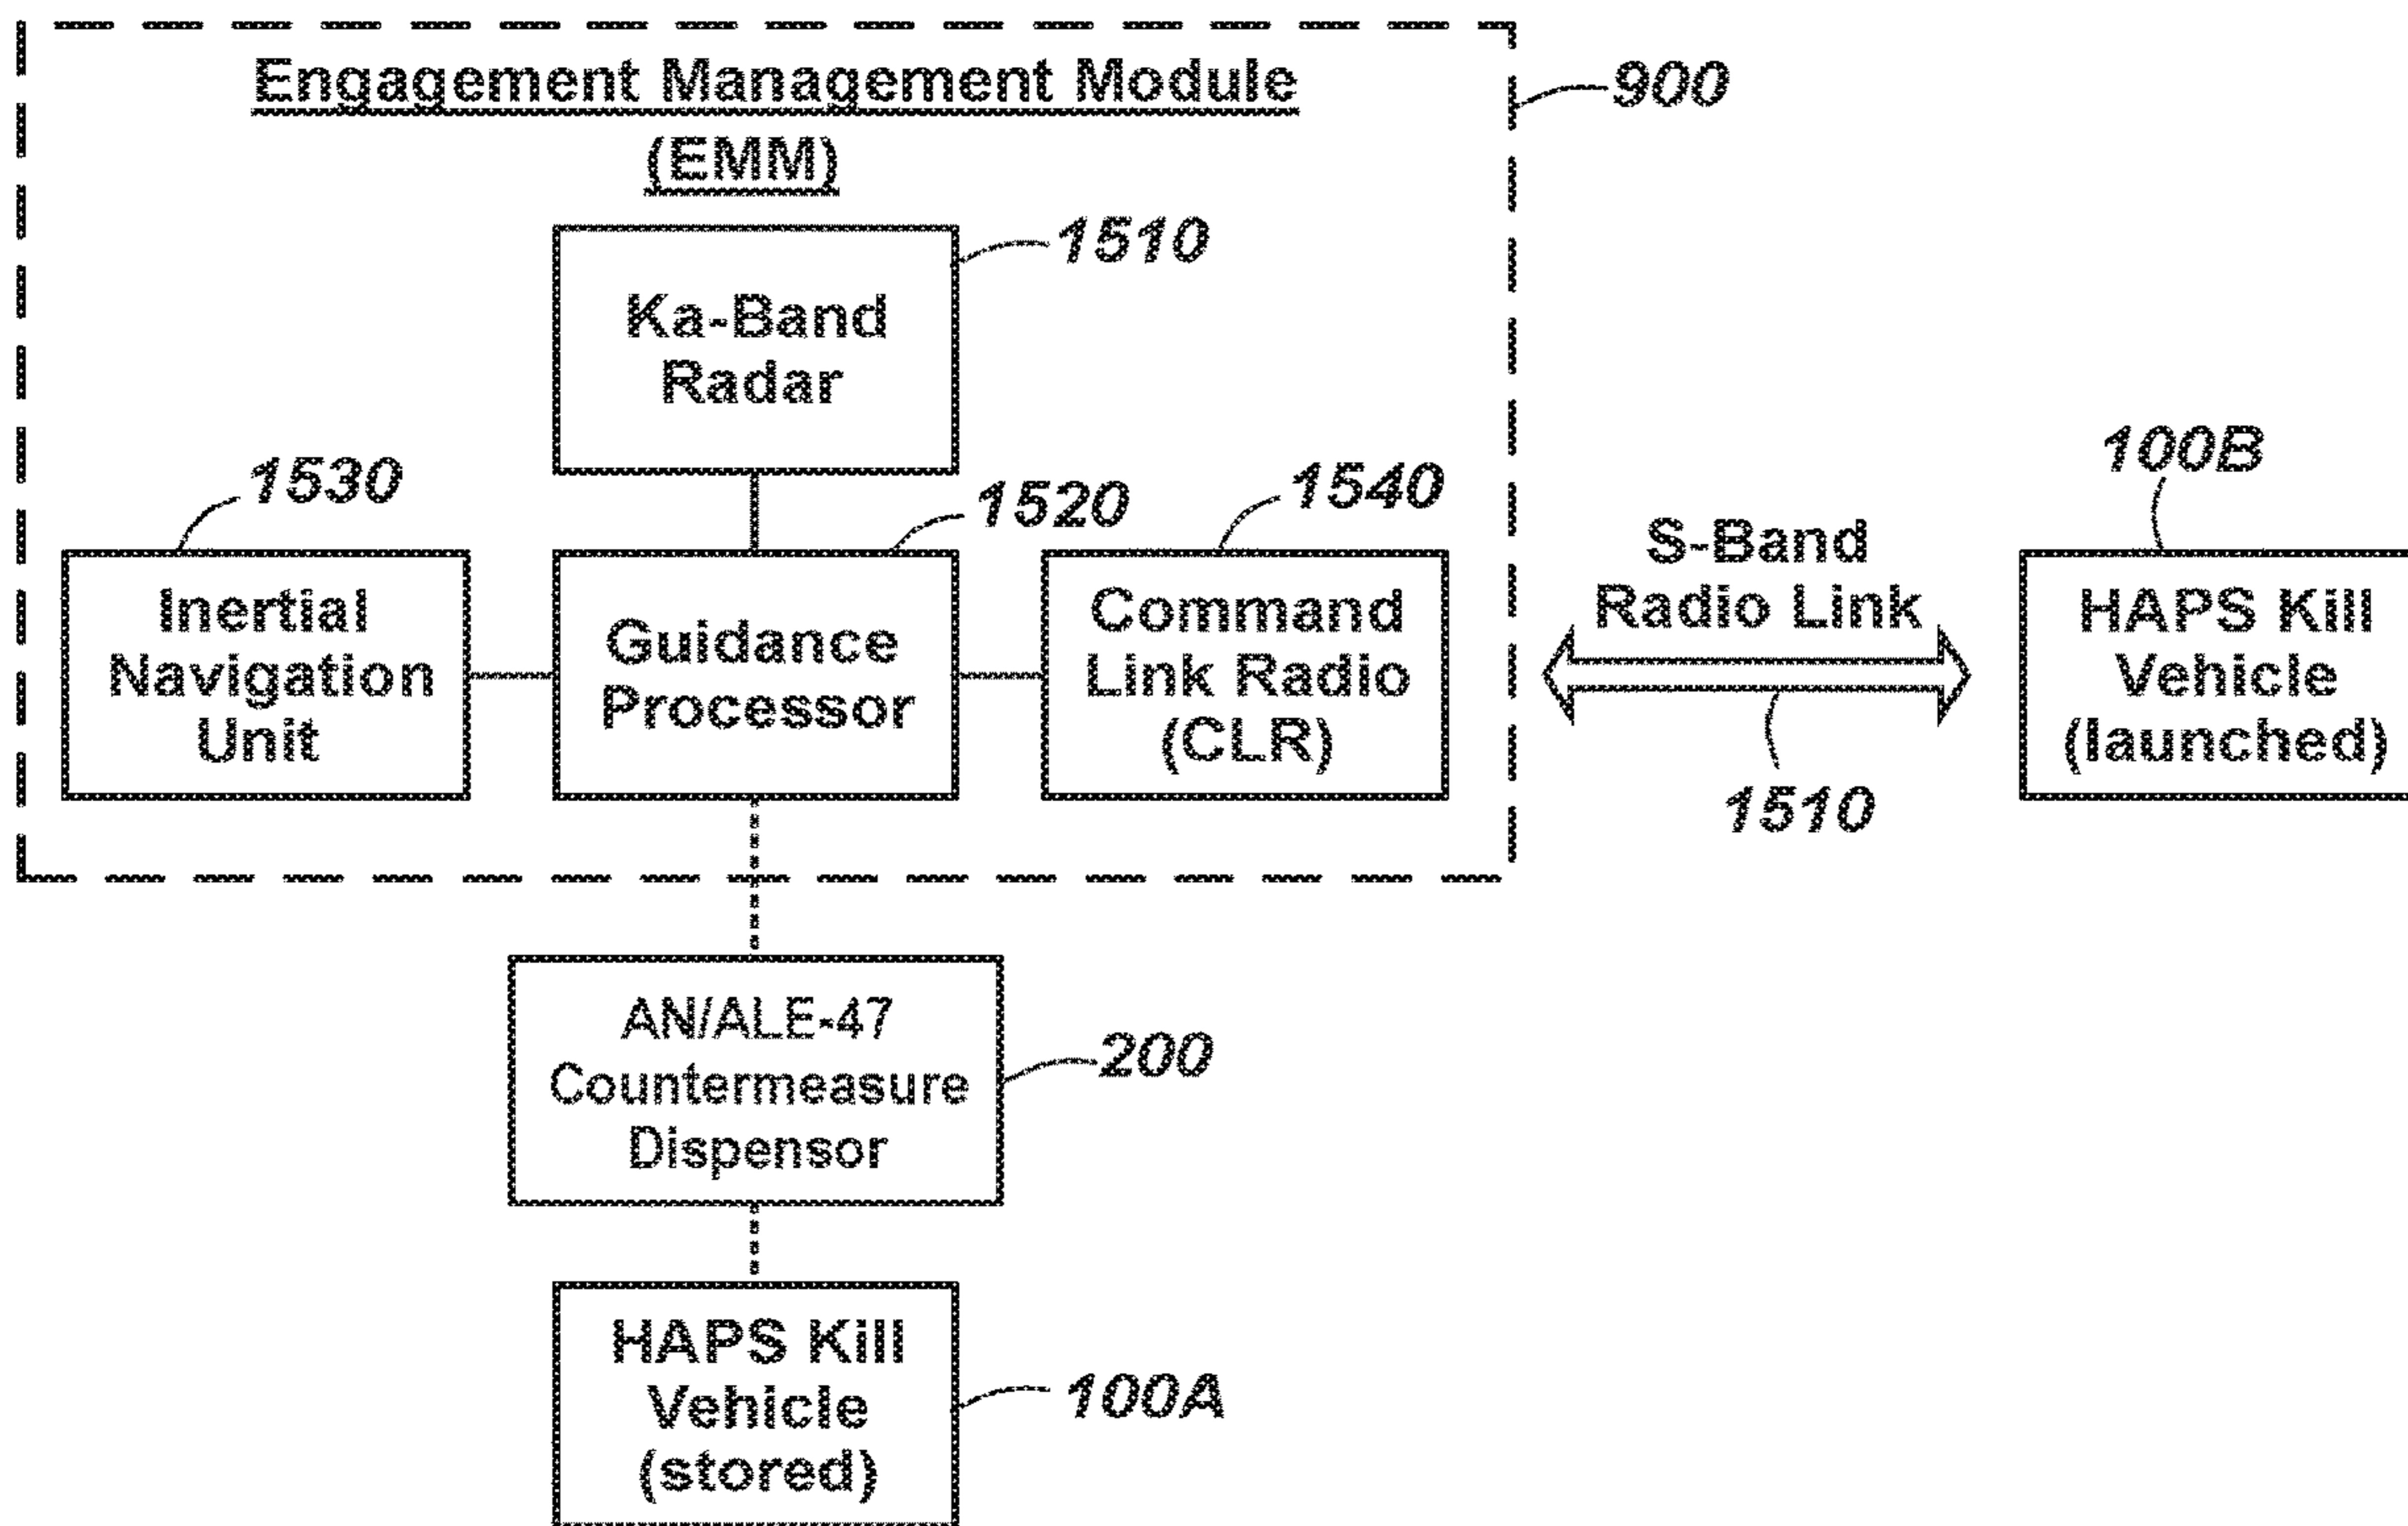 Engagement Management Module
(EMM)
900
1510
Ka-Band
Radar
1530
1520
1540
100B
Inertial
Navigation
Unit
Guidance
Processor
Command
Link Radio
(CLR)
S-Band
Radio Link
1510
HAPS Kill
Vehicle
(launched)
AN/ALE-47
Countermeasure
Dispensor
200
HAPS Kill
Vehicle
(stored)
100A